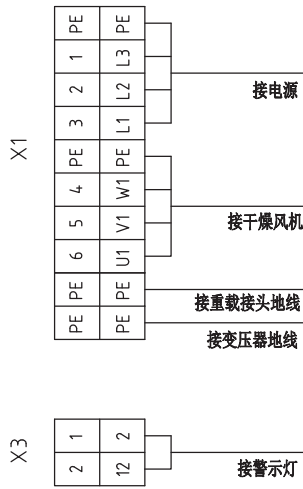 X1
PE PE
1 L3
2 L2
3 L1
接电源
PE PE
4 W1
5 V1
6 U1
接干燥风机
PE PE
接重载接头地线
PE PE
接变压器地线
X3
1 2
2 12
接警示灯